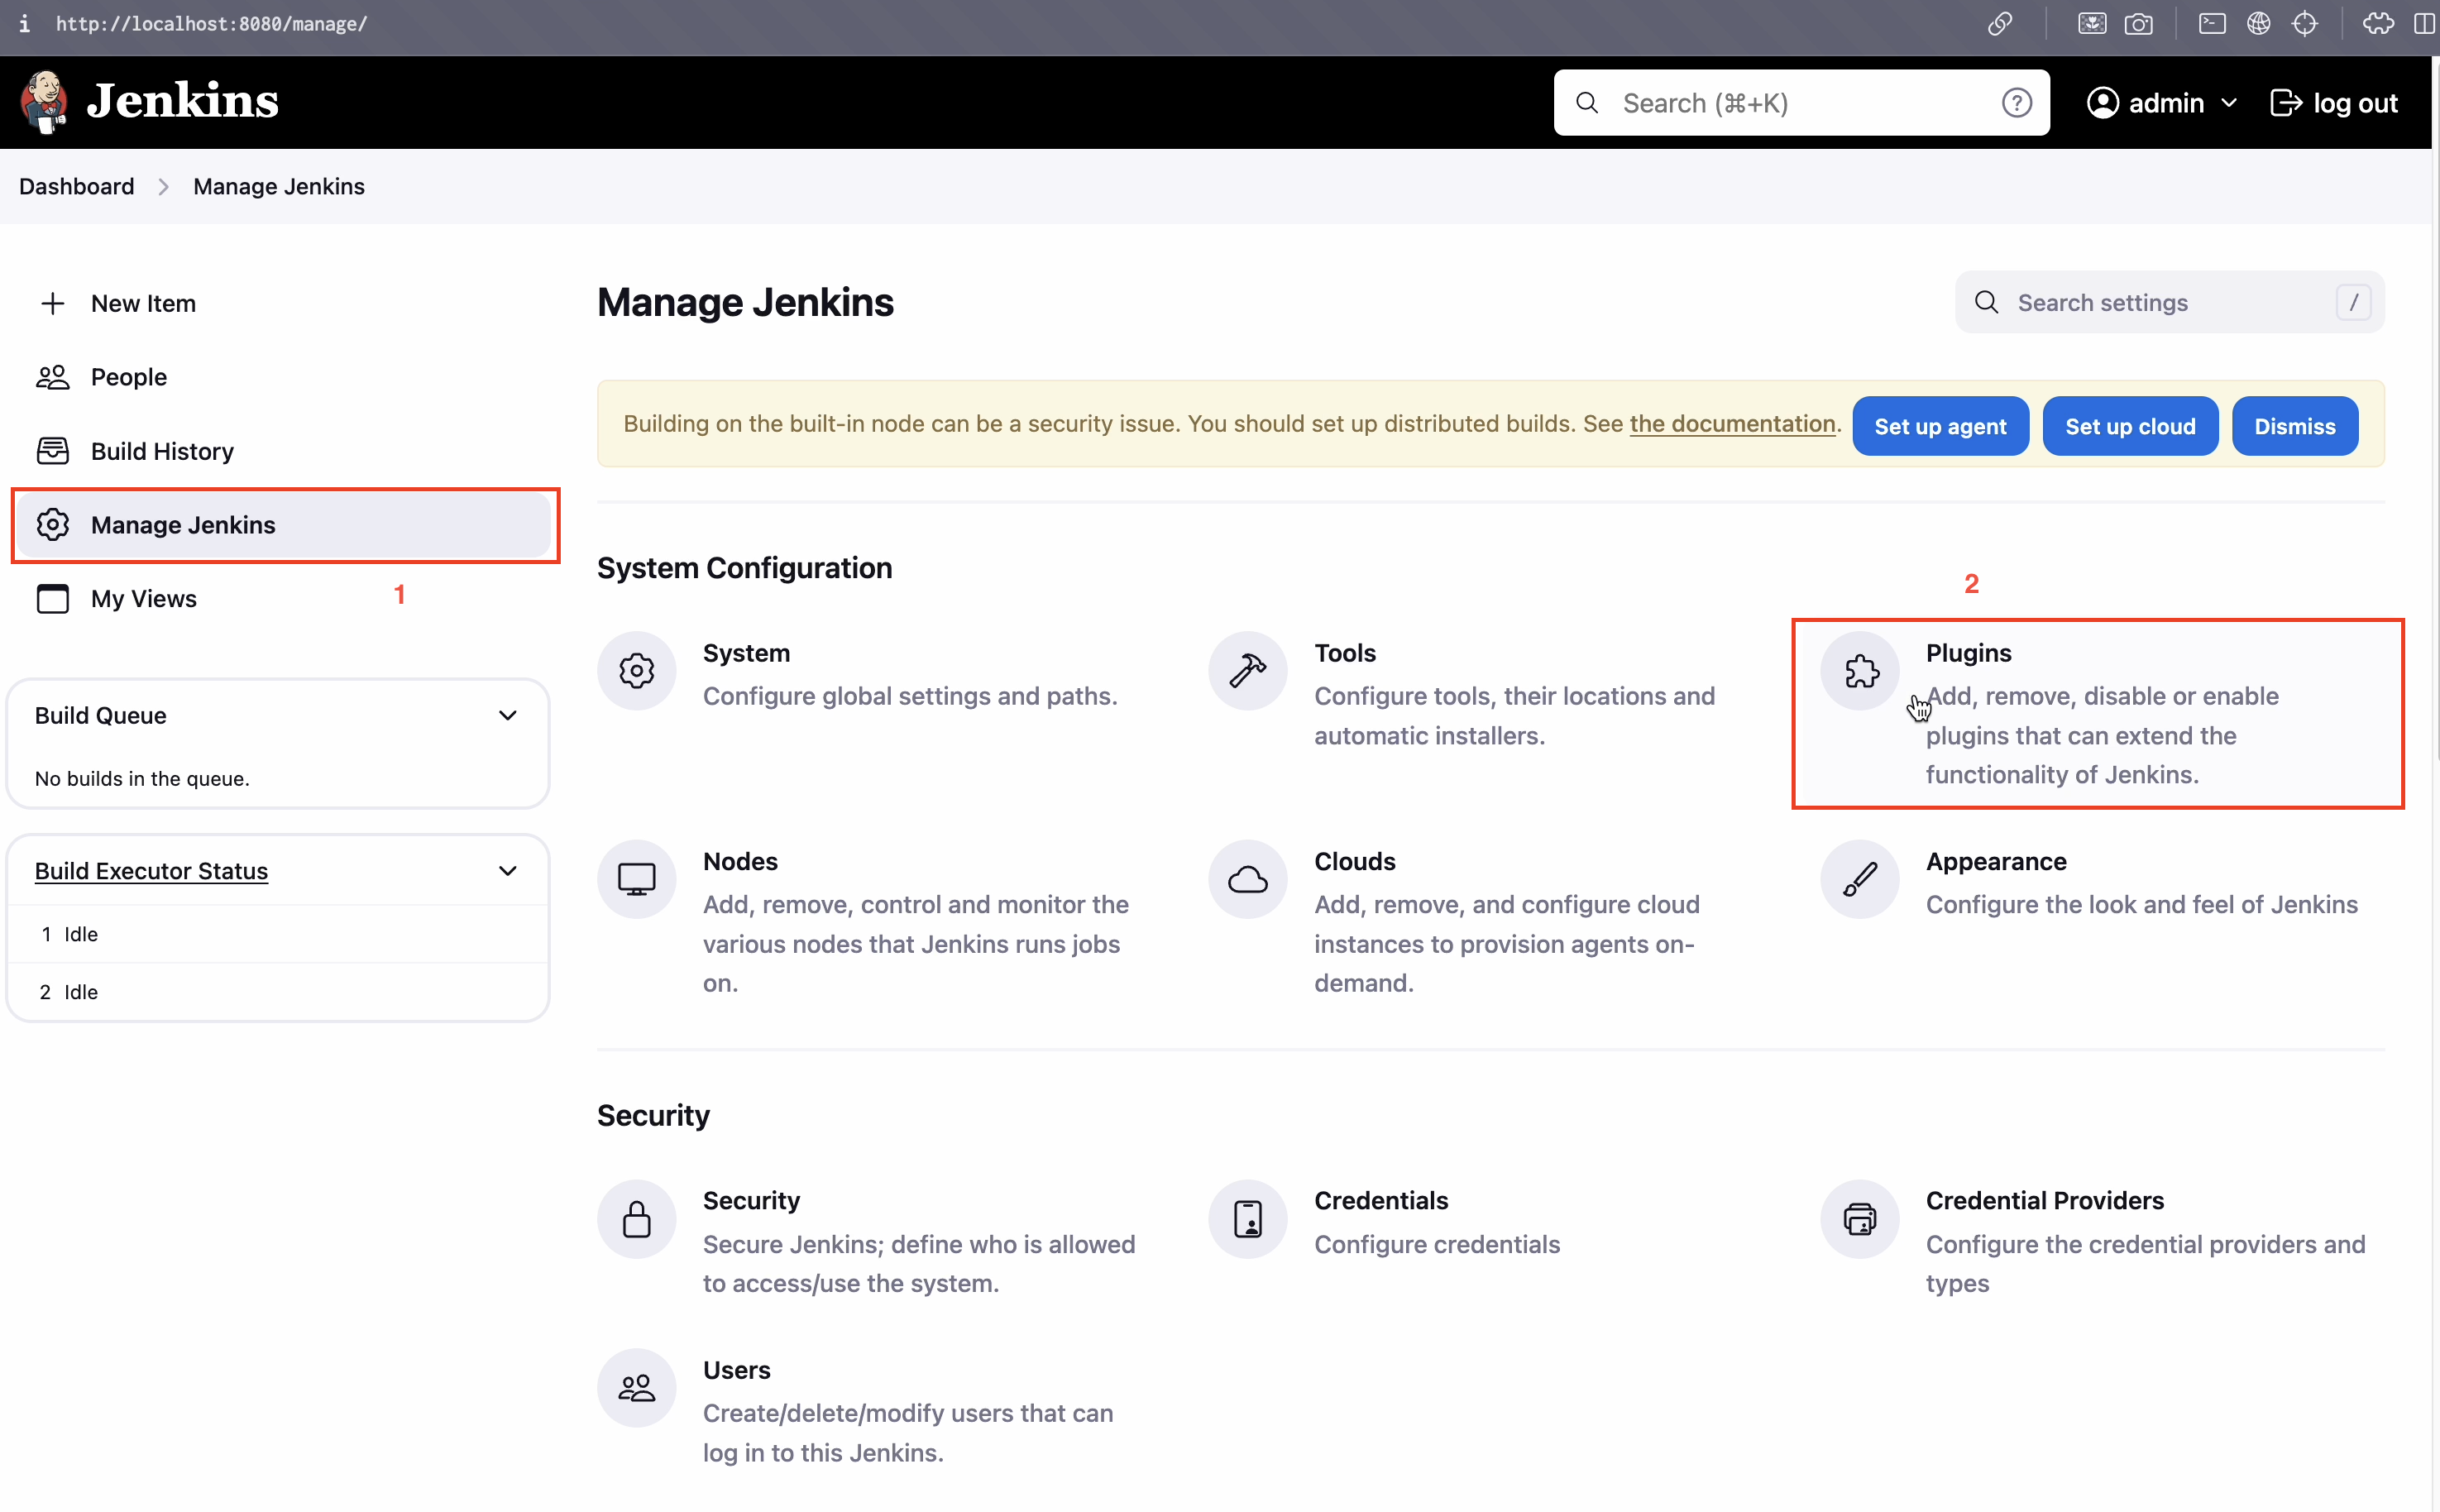 i http://localhost:8080/manage/
Jenkins
Search (⌘+K)
?
admin
log out
Dashboard
Manage Jenkins
New Item
People
Build History
Manage Jenkins
My Views
1
Build Queue
No builds in the queue.
Build Executor Status
1 Idle
2 Idle
Manage Jenkins
Search settings
/
Building on the built-in node can be a security issue. You should set up distributed builds. See the documentation.
Set up agent
Set up cloud
Dismiss
System Configuration
2
System
Configure global settings and paths.
Tools
Configure tools, their locations and
automatic installers.
Plugins
Add, remove, disable or enable
plugins that can extend the
functionality of Jenkins.
Nodes
Add, remove, control and monitor the
various nodes that Jenkins runs jobs
on.
Clouds
Add, remove, and configure cloud
instances to provision agents on-
demand.
Appearance
Configure the look and feel of Jenkins
Security
Security
Secure Jenkins; define who is allowed
to access/use the system.
Credentials
Configure credentials
Credential Providers
Configure the credential providers and
types
Users
Create/delete/modify users that can
log in to this Jenkins.